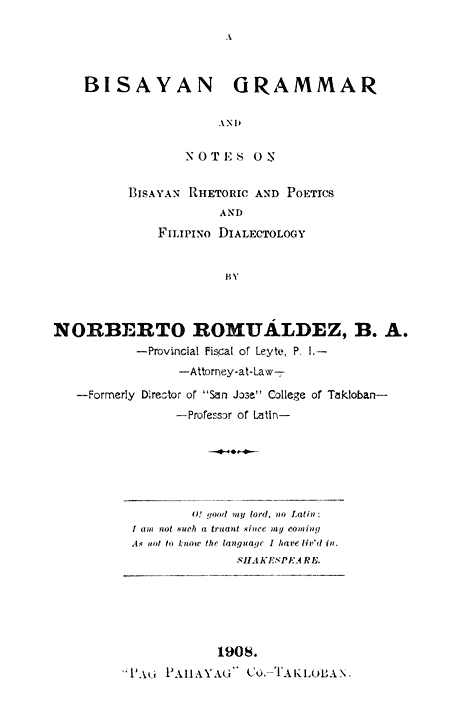 A
BISAYAN GRAMMAR
AND
NOTES ON
BISAYAN RHETORIC AND POETICS
AND
FILIPINO DIALECTOLOGY
BY
NORBERTO ROMUÁLDEZ, B. A.
—Provincial Fiscal of Leyte, P. I.—
—Attorney-at-Law—
—Formerly Director of "San Jose" College of Takloban—
—Professor of Latin—
O! good my lord, no Latin;
I am not such a truant since my coming
As not to know the language I have liv'd in.
SHAKESPEARE.
1908.
"PAG PAHAYAG" CO.-TAKLOBAN.